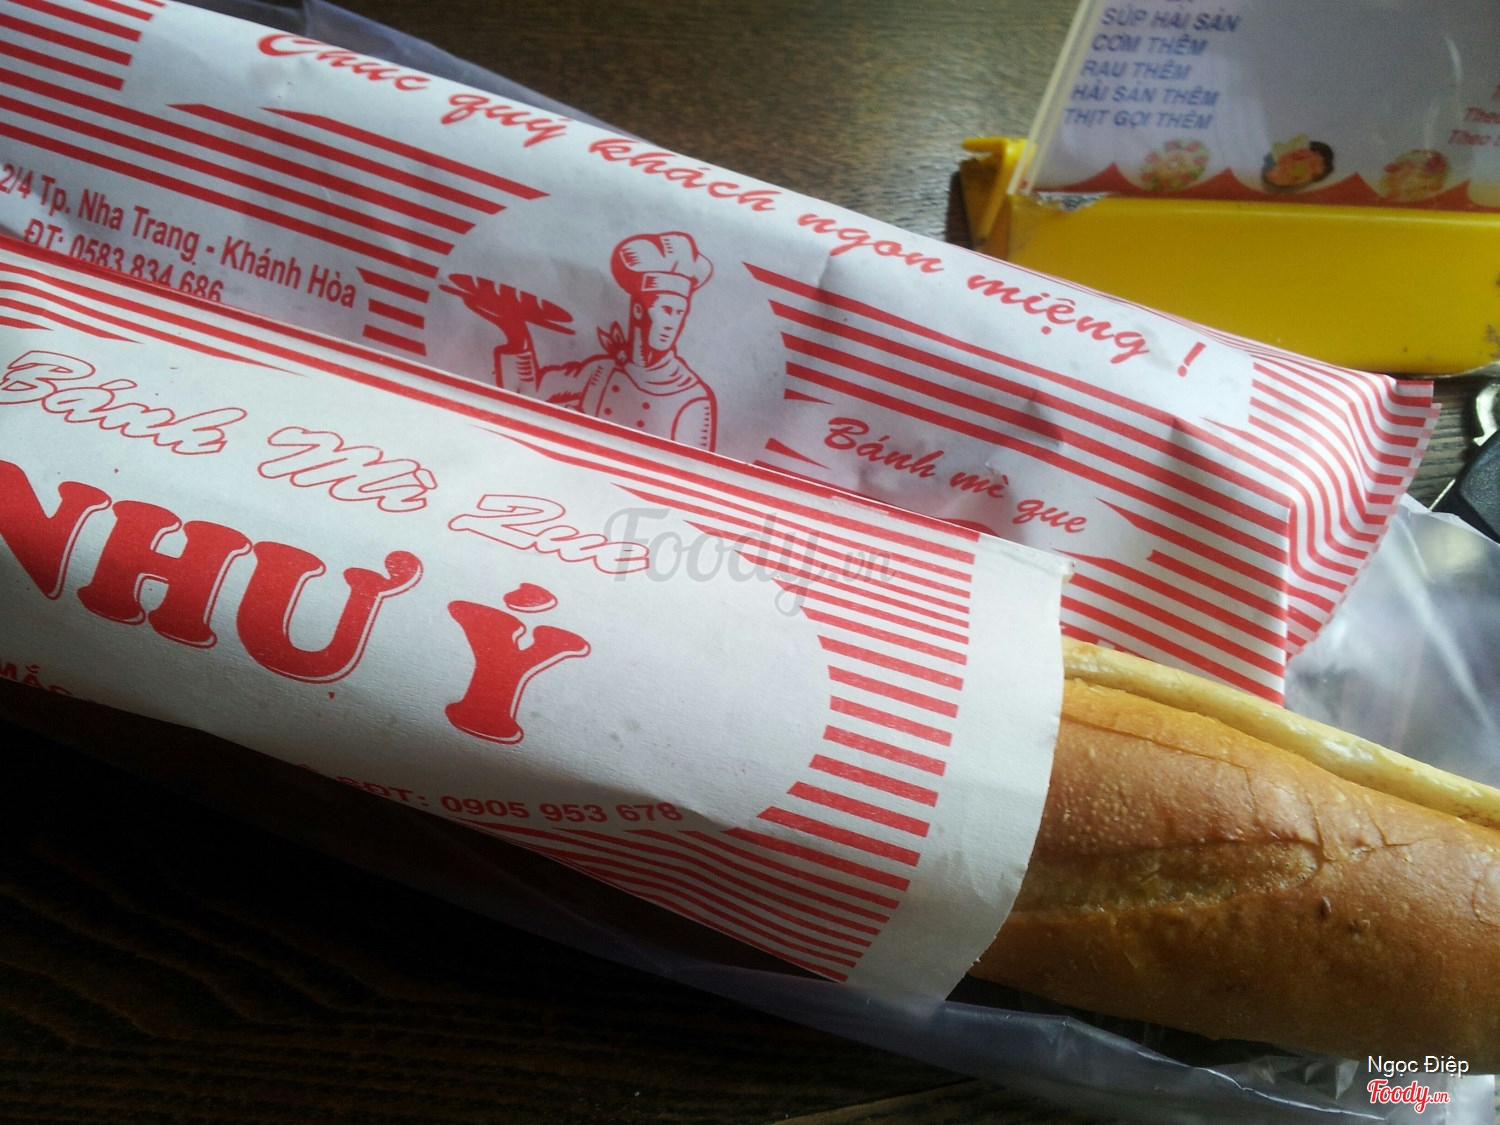 SÚP HẢI SẢN
CƠM THÊM
RAU THÊM
HẢI SẢN THÊM
THỊT GỌI THÊM
Chúc quý khách ngon miệng !
2/4 Tp. Nha Trang - Khánh Hòa
ĐT: 0583 834 686
Bánh mì que
Bánh Mì Que
NHƯ Ý
ĐT: 0905 953 678
Foody.vn
Ngọc Điệp
Foody.vn